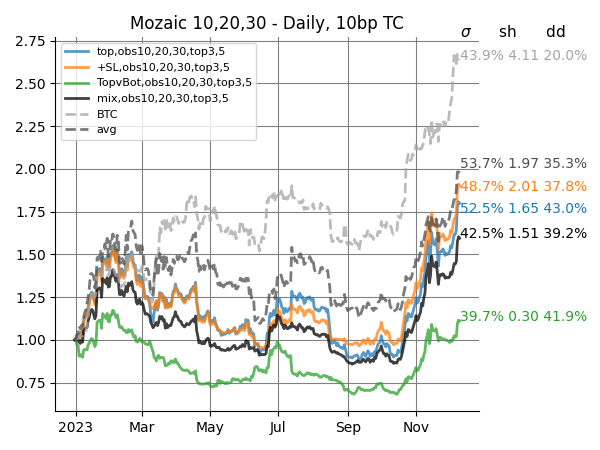 Mozaic 10,20,30 - Daily, 10bp TC
σ sh dd
top,obs10,20,30,top3,5
+SL,obs10,20,30,top3,5
TopvBot,obs10,20,30,top3,5
mix,obs10,20,30,top3,5
BTC
avg
43.9% 4.11 20.0%
53.7% 1.97 35.3%
48.7% 2.01 37.8%
52.5% 1.65 43.0%
42.5% 1.51 39.2%
39.7% 0.30 41.9%
2.75
2.50
2.25
2.00
1.75
1.50
1.25
1.00
0.75
2023 Mar May Jul Sep Nov